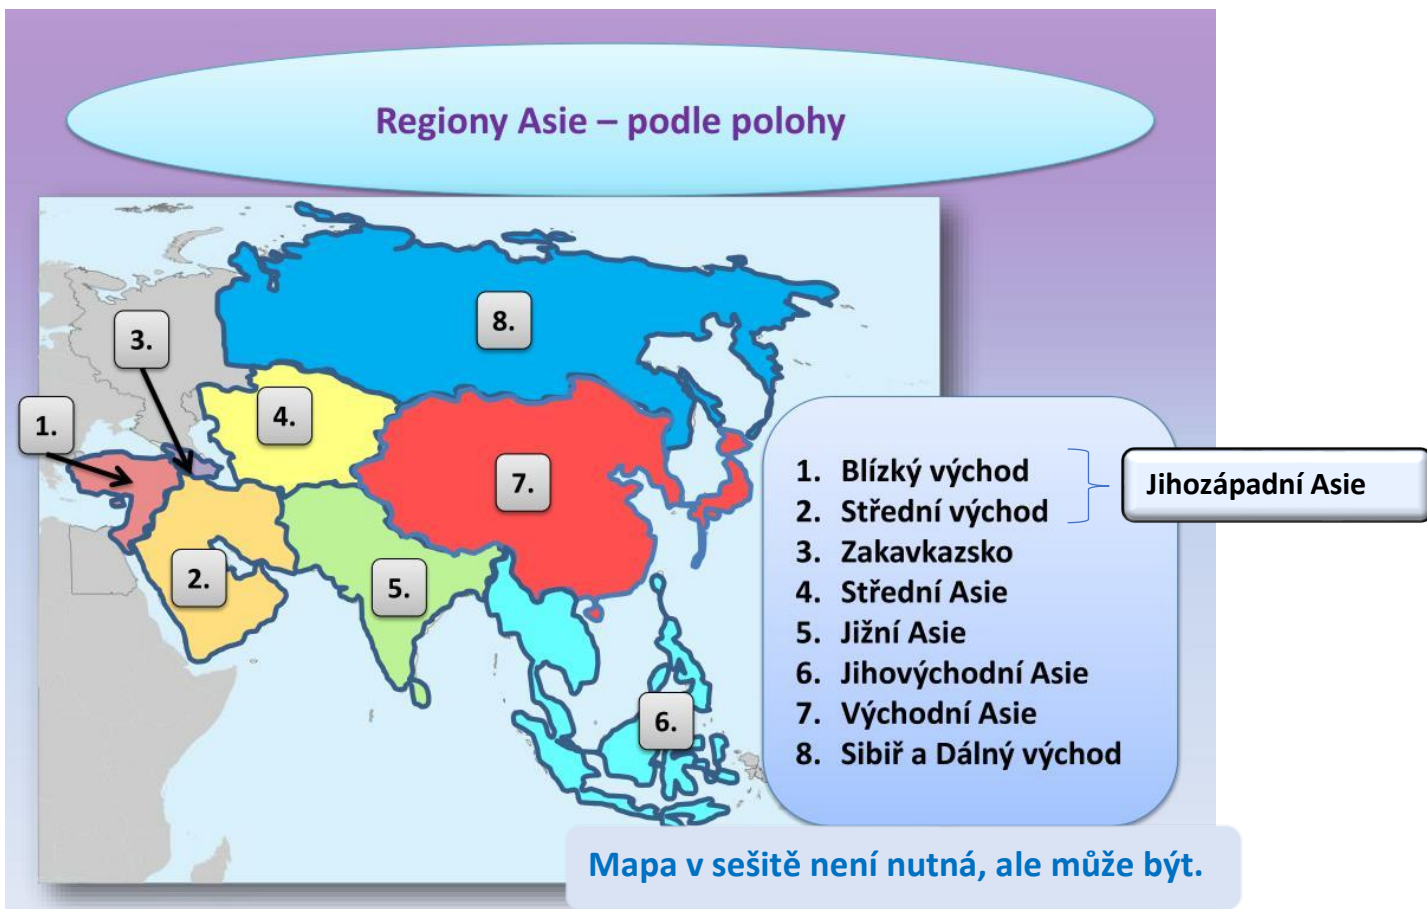 Regiony Asie – podle polohy
8.
3.
4.
1.
7.
2.
5.
6.
1. Blízký východ
2. Střední východ
3. Zakavkazsko
4. Střední Asie
5. Jižní Asie
6. Jihovýchodní Asie
7. Východní Asie
8. Sibiř a Dálný východ
Jihozápadní Asie
Mapa v sešitě není nutná, ale může být.